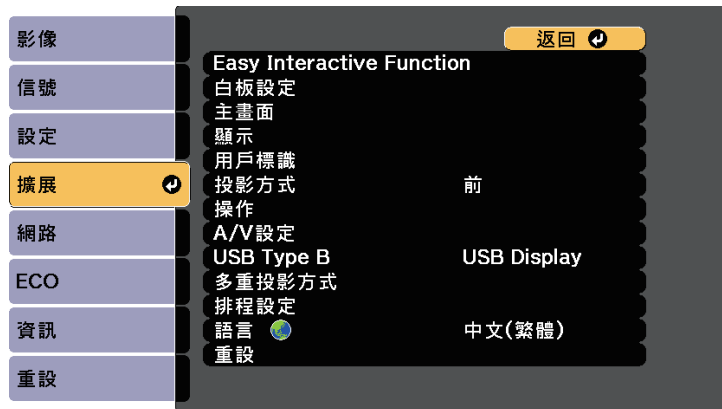 影像
信號
設定
擴展
網路
ECO
資訊
重設
返回
Easy Interactive Function
白板設定
主畫面
顯示
用戶標識
投影方式 前
操作
A/V設定
USB Type B USB Display
多重投影方式
排程設定
語言 中文(繁體)
重設